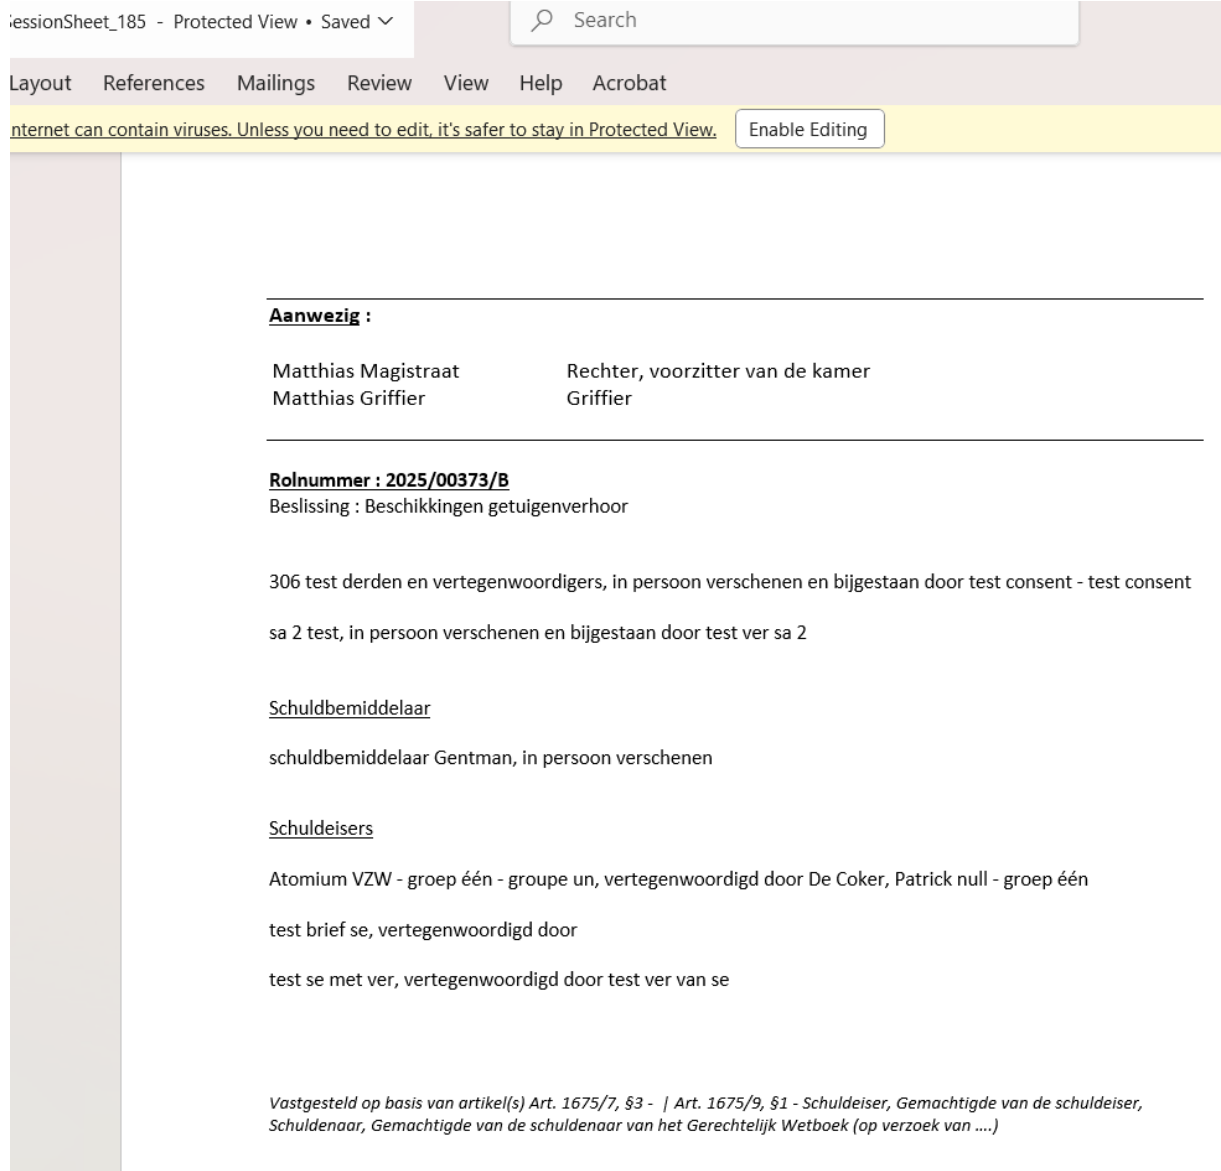 SessionSheet_185 - Protected View • Saved
Search
Layout References Mailings Review View Help Acrobat
nternet can contain viruses. Unless you need to edit, it's safer to stay in Protected View. Enable Editing
Aanwezig :
Matthias Magistraat Rechter, voorzitter van de kamer
Matthias Griffier Griffier
Rolnummer : 2025/00373/B
Beslissing : Beschikkingen getuigenverhoor
306 test derden en vertegenwoordigers, in persoon verschenen en bijgestaan door test consent - test consent
sa 2 test, in persoon verschenen en bijgestaan door test ver sa 2
Schuldbemiddelaar
schuldbemiddelaar Gentman, in persoon verschenen
Schuldeisers
Atomium VZW - groep één - groupe un, vertegenwoordigd door De Coker, Patrick null - groep één
test brief se, vertegenwoordigd door
test se met ver, vertegenwoordigd door test ver van se
Vastgesteld op basis van artikel(s) Art. 1675/7, §3 - | Art. 1675/9, §1 - Schuldeiser, Gemachtigde van de schuldeiser,
Schuldenaar, Gemachtigde van de schuldenaar van het Gerechtelijk Wetboek (op verzoek van ....)